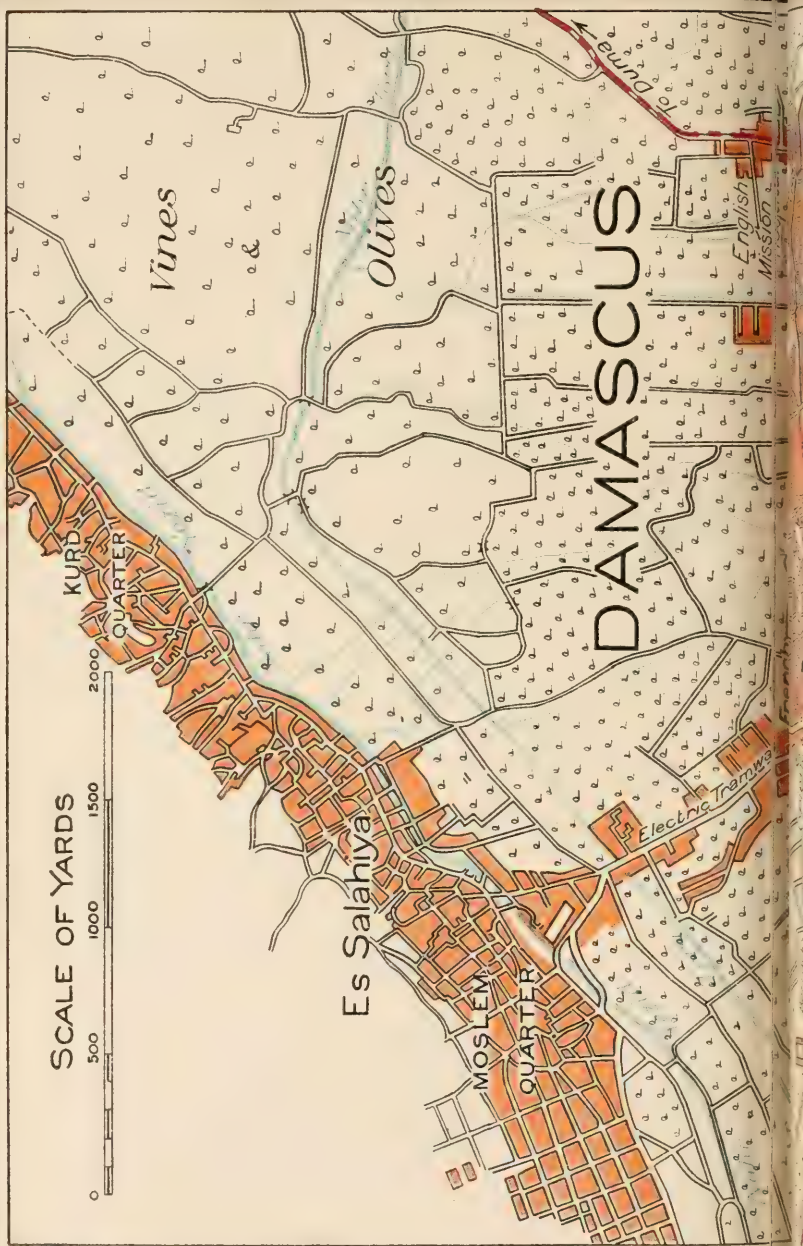 SCALE OF YARDS
0 500 1000 1500 2000
KURD
QUARTER
Es Salahiya
MOSLEM
QUARTER
Vines
&
Olives
DAMASCUS
To Duma
English
Mission
Electric Tramway
French